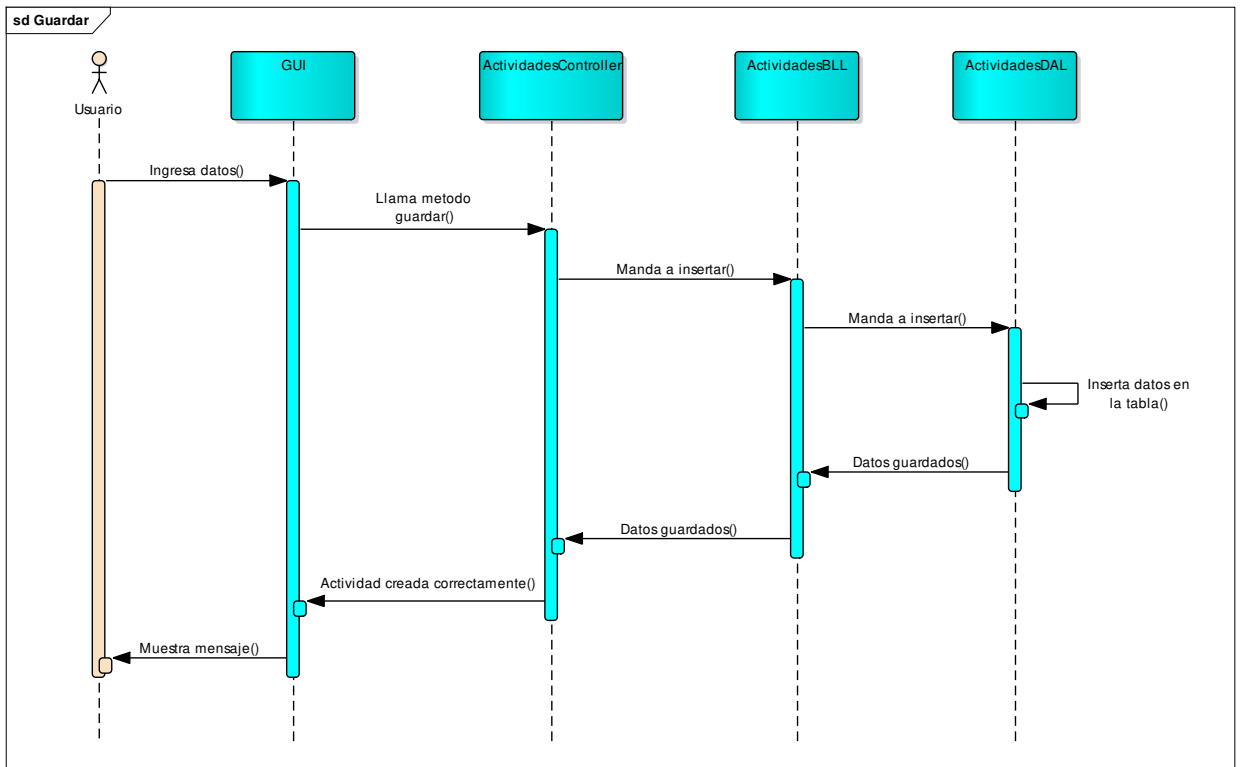 sd Guardar
Usuario
GUI
ActividadesController
ActividadesBLL
ActividadesDAL
Ingresa datos()
Llama metodo
guardar()
Manda a insertar()
Manda a insertar()
Inserta datos en
la tabla()
Datos guardados()
Datos guardados()
Actividad creada correctamente()
Muestra mensaje()